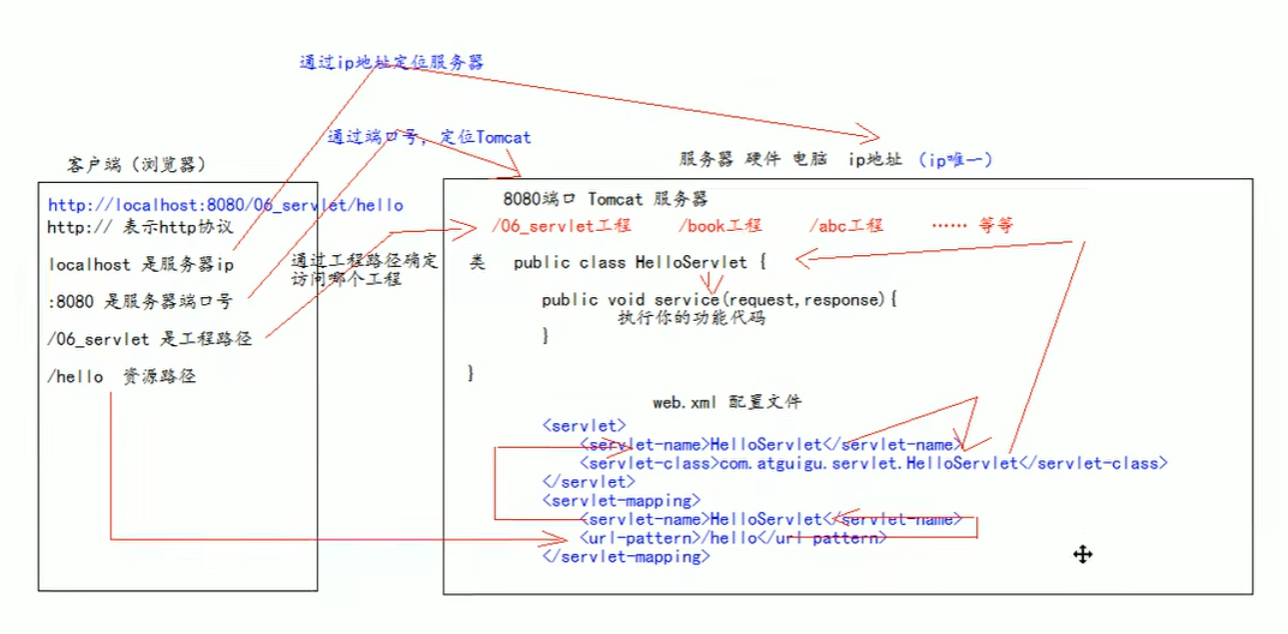 通过ip地址定位服务器
通过端口号，定位Tomcat
客户端（浏览器）
服务器 硬件 电脑 ip地址 （ip唯一）
http://localhost:8080/06_servlet/hello
http:// 表示http协议
localhost 是服务器ip
:8080 是服务器端口号
/06_servlet 是工程路径
/hello 资源路径
通过工程路径确定
访问哪个工程
8080端口 Tomcat 服务器
/06_servlet工程 /book工程 /abc工程 …… 等等
类 public class HelloServlet {
public void service(request,response){
执行你的功能代码
}
}
web.xml 配置文件
<servlet>
<servlet-name>HelloServlet</servlet-name>
<servlet-class>com.atguigu.servlet.HelloServlet</servlet-class>
</servlet>
<servlet-mapping>
<servlet-name>HelloServlet</servlet-name>
<url-pattern>/hello</url-pattern>
</servlet-mapping>